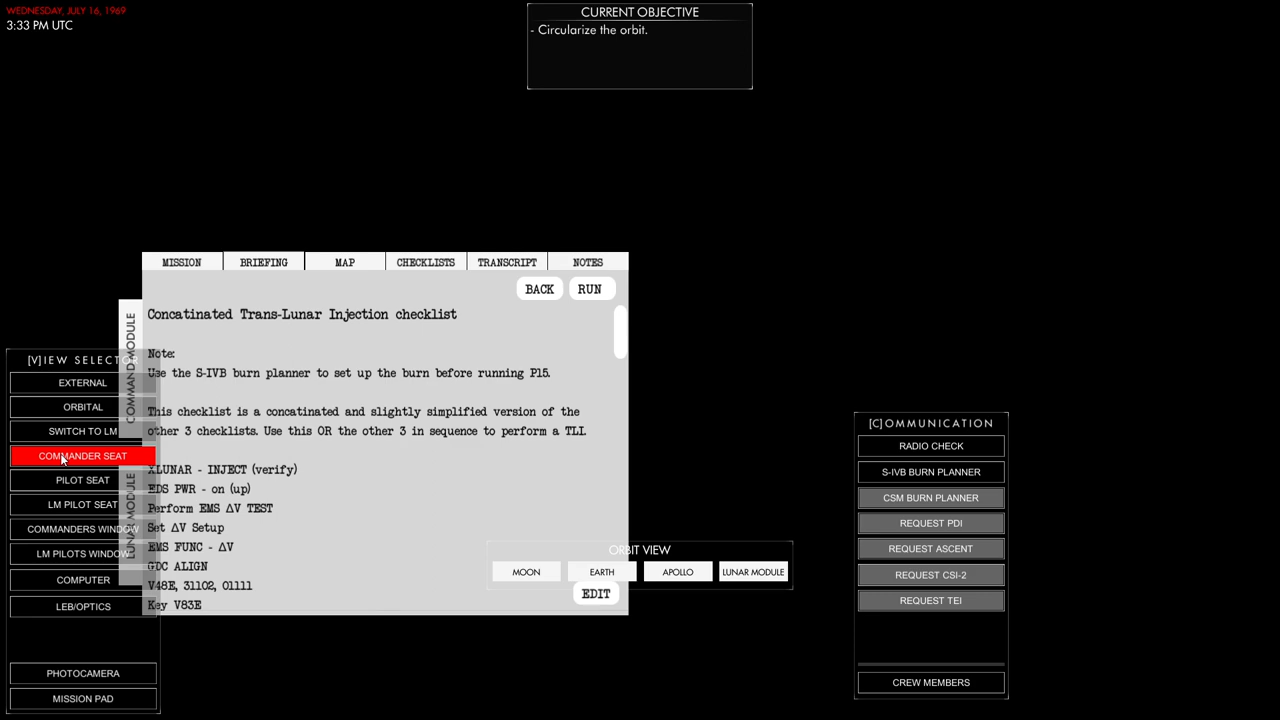 WEDNESDAY, JULY 16, 1969
3:33 PM UTC
CURRENT OBJECTIVE
- Circularize the orbit.
MISSION
BRIEFING
MAP
CHECKLISTS
TRANSCRIPT
NOTES
BACK
RUN
Concatinated Trans-Lunar Injection checklist
Note:
Use the S-IVB burn planner to set up the burn before running P15.
This checklist is a concatinated and slightly simplified version of the
other 3 checklists. Use this OR the other 3 in sequence to perform a TLI.
XLUNAR - INJECT (verify)
EDS PWR - on (up)
Perform EMS ΔV TEST
Set ΔV Setup
EMS FUNC - ΔV
GDC ALIGN
V48E, 31102, 01111
Key V83E
EDIT
COMMAND MODULE
LUNAR MODULE
[V]IEW SELECTOR
EXTERNAL
ORBITAL
SWITCH TO LM
COMMANDER SEAT
PILOT SEAT
LM PILOT SEAT
COMMANDERS WINDOW
LM PILOTS WINDOW
COMPUTER
LEB/OPTICS
PHOTOCAMERA
MISSION PAD
ORBIT VIEW
MOON
EARTH
APOLLO
LUNAR MODULE
[C]OMMUNICATION
RADIO CHECK
S-IVB BURN PLANNER
CSM BURN PLANNER
REQUEST PDI
REQUEST ASCENT
REQUEST CSI-2
REQUEST TEI
CREW MEMBERS